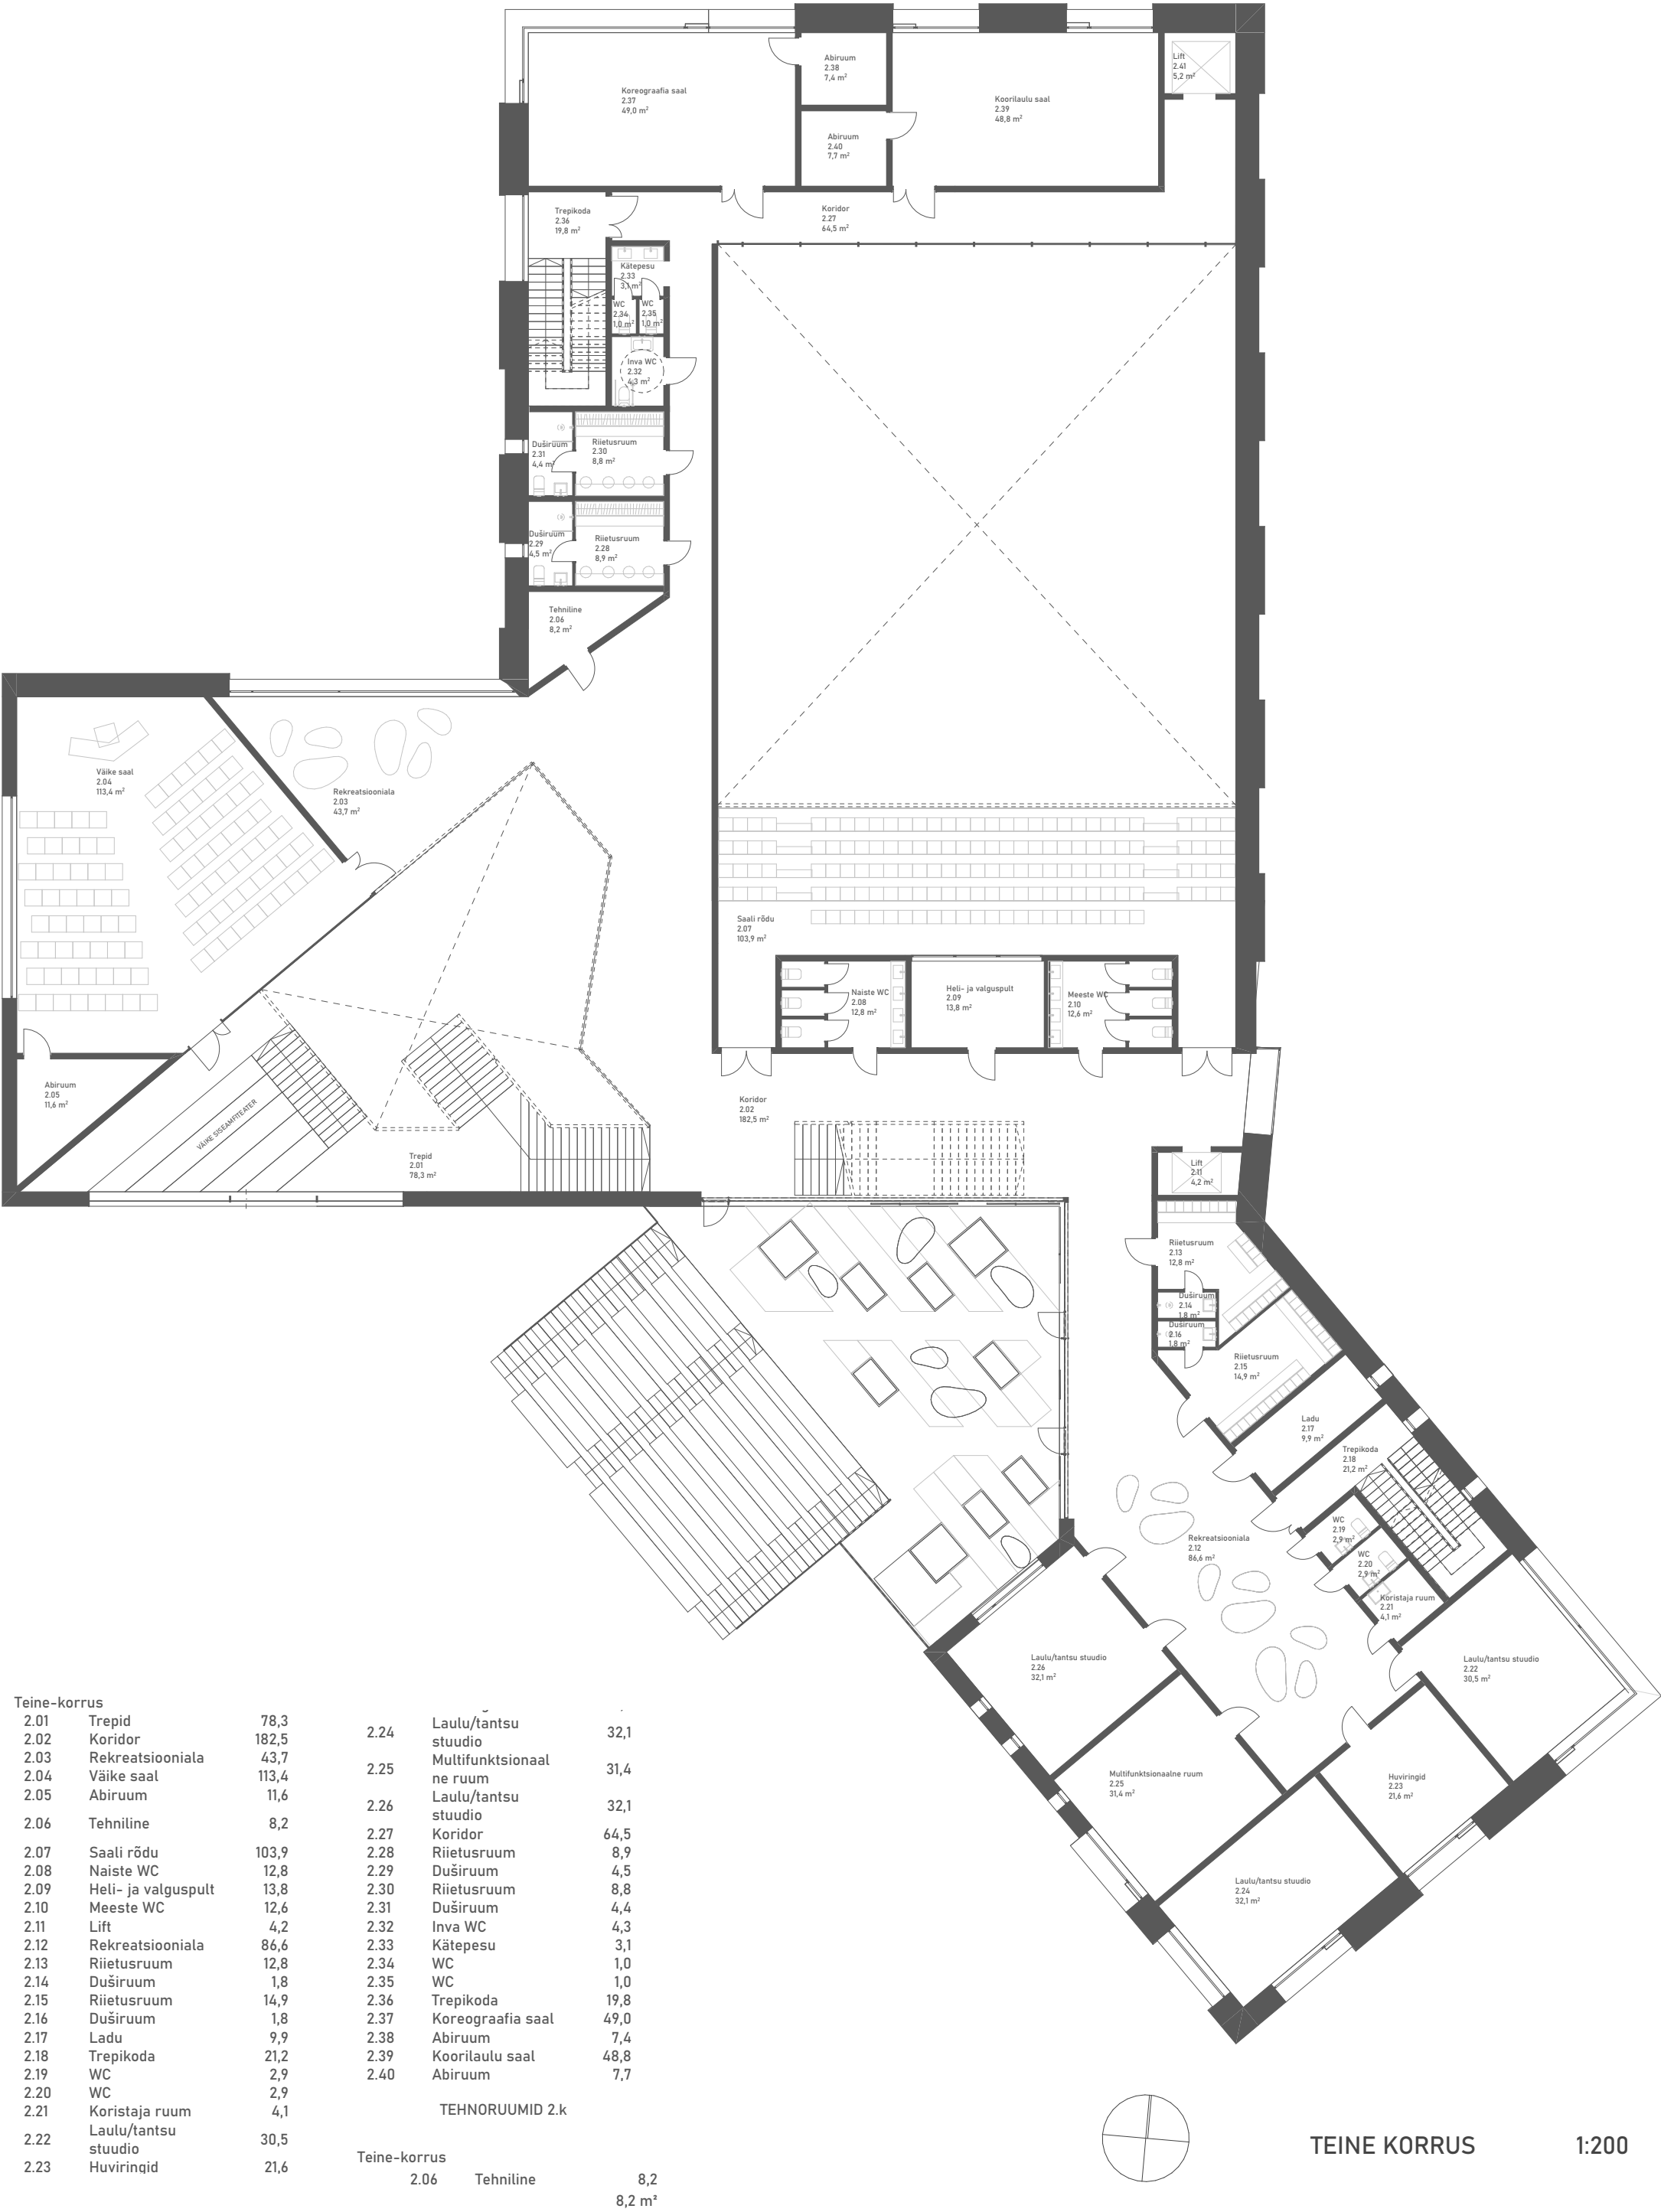 Koreograafia saal
2.37
49,0 m²
Abiruum
2.38
7,4 m²
Abiruum
2.40
7,7 m²
Koorilaulu saal
2.39
48,8 m²
Lift
2.41
5,2 m²
Trepikoda
2.36
19,8 m²
Koridor
2.27
64,5 m²
Kätepesu
2.33
3,1 m²
WC
2.34
1,0 m²
WC
2.35
1,0 m²
Inva WC
2.32
4,3 m²
Duširuum
2.31
4,4 m²
Riietusruum
2.30
8,8 m²
Duširuum
2.29
4,5 m²
Riietusruum
2.28
8,9 m²
Tehniline
2.06
8,2 m²
Väike saal
2.04
113,4 m²
Rekreatsiooniala
2.03
43,7 m²
Saali rõdu
2.07
103,9 m²
Naiste WC
2.08
12,8 m²
Heli- ja valguspult
2.09
13,8 m²
Meeste WC
2.10
12,6 m²
Abiruum
2.05
11,6 m²
VÄIKE SISEAMFITEATER
Trepid
2.01
78,3 m²
Koridor
2.02
182,5 m²
Lift
2.11
4,2 m²
Riietusruum
2.13
12,8 m²
Duširuum
2.14
1,8 m²
Duširuum
2.16
1,8 m²
Riietusruum
2.15
14,9 m²
Ladu
2.17
9,9 m²
Trepikoda
2.18
21,2 m²
WC
2.19
2,9 m²
WC
2.20
2,9 m²
Koristaja ruum
2.21
4,1 m²
Rekreatsiooniala
2.12
86,6 m²
Laulu/tantsu stuudio
2.26
32,1 m²
Laulu/tantsu stuudio
2.22
30,5 m²
Multifunktsionaalne ruum
2.25
31,4 m²
Huviringid
2.23
21,6 m²
Laulu/tantsu stuudio
2.24
32,1 m²
Teine-korrus
2.01 Trepid 78,3
2.02 Koridor 182,5
2.03 Rekreatsiooniala 43,7
2.04 Väike saal 113,4
2.05 Abiruum 11,6
2.06 Tehniline 8,2
2.07 Saali rõdu 103,9
2.08 Naiste WC 12,8
2.09 Heli- ja valguspult 13,8
2.10 Meeste WC 12,6
2.11 Lift 4,2
2.12 Rekreatsiooniala 86,6
2.13 Riietusruum 12,8
2.14 Duširuum 1,8
2.15 Riietusruum 14,9
2.16 Duširuum 1,8
2.17 Ladu 9,9
2.18 Trepikoda 21,2
2.19 WC 2,9
2.20 WC 2,9
2.21 Koristaja ruum 4,1
2.22 Laulu/tantsu
stuudio 30,5
2.23 Huviringid 21,6
2.24 Laulu/tantsu
stuudio 32,1
2.25 Multifunktsionaal
ne ruum 31,4
2.26 Laulu/tantsu
stuudio 32,1
2.27 Koridor 64,5
2.28 Riietusruum 8,9
2.29 Duširuum 4,5
2.30 Riietusruum 8,8
2.31 Duširuum 4,4
2.32 Inva WC 4,3
2.33 Kätepesu 3,1
2.34 WC 1,0
2.35 WC 1,0
2.36 Trepikoda 19,8
2.37 Koreograafia saal 49,0
2.38 Abiruum 7,4
2.39 Koorilaulu saal 48,8
2.40 Abiruum 7,7
TEHNORUUMID 2.k
Teine-korrus
2.06 Tehniline 8,2
8,2 m²
TEINE KORRUS 1:200